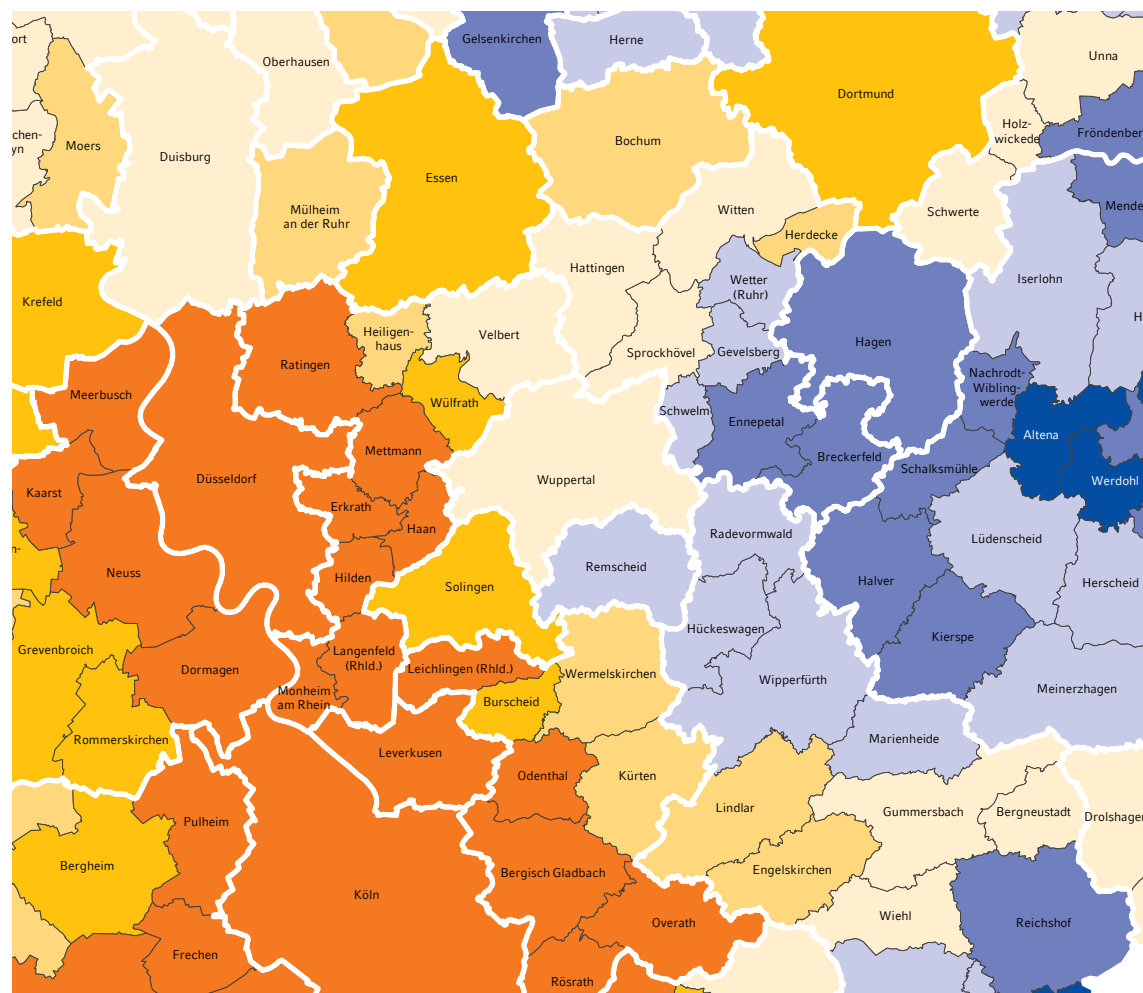 ort
Gelsenkirchen
Herne
Oberhausen
Unna
Dortmund
chen-
yn
Moers
Duisburg
Bochum
Holz-
wickede
Fröndenber
Essen
Mülheim
an der Ruhr
Witten
Herdecke
Schwerte
Mende
Krefeld
Hattingen
Wetter
(Ruhr)
Iserlohn
H
Heiligen-
haus
Velbert
Ratingen
Sprockhövel
Gevelsberg
Hagen
Meerbusch
Wülfrath
Schwelm
Ennepetal
Nachrodt-
Wibling-
werde
Altena
Mettmann
Breckerfeld
Schalksmühle
Düsseldorf
Wuppertal
Werdohl
Kaarst
Erkrath
Haan
Radevormwald
Lüdenscheid
n-
Neuss
Hilden
Solingen
Remscheid
Halver
Herscheid
Grevenbroich
Dormagen
Langenfeld
(Rhld.)
Leichlingen (Rhld.)
Hückeswagen
Kierspe
Monheim
am Rhein
Burscheid
Wermelskirchen
Wipperfürth
Meinerzhagen
Rommerskirchen
Leverkusen
Marienheide
Odenthal
Kürten
Pulheim
Lindlar
Gummersbach
Bergneustadt
Drolshagen
Bergheim
Köln
Bergisch Gladbach
Engelskirchen
Overath
Wiehl
Reichshof
Frechen
Rösrath